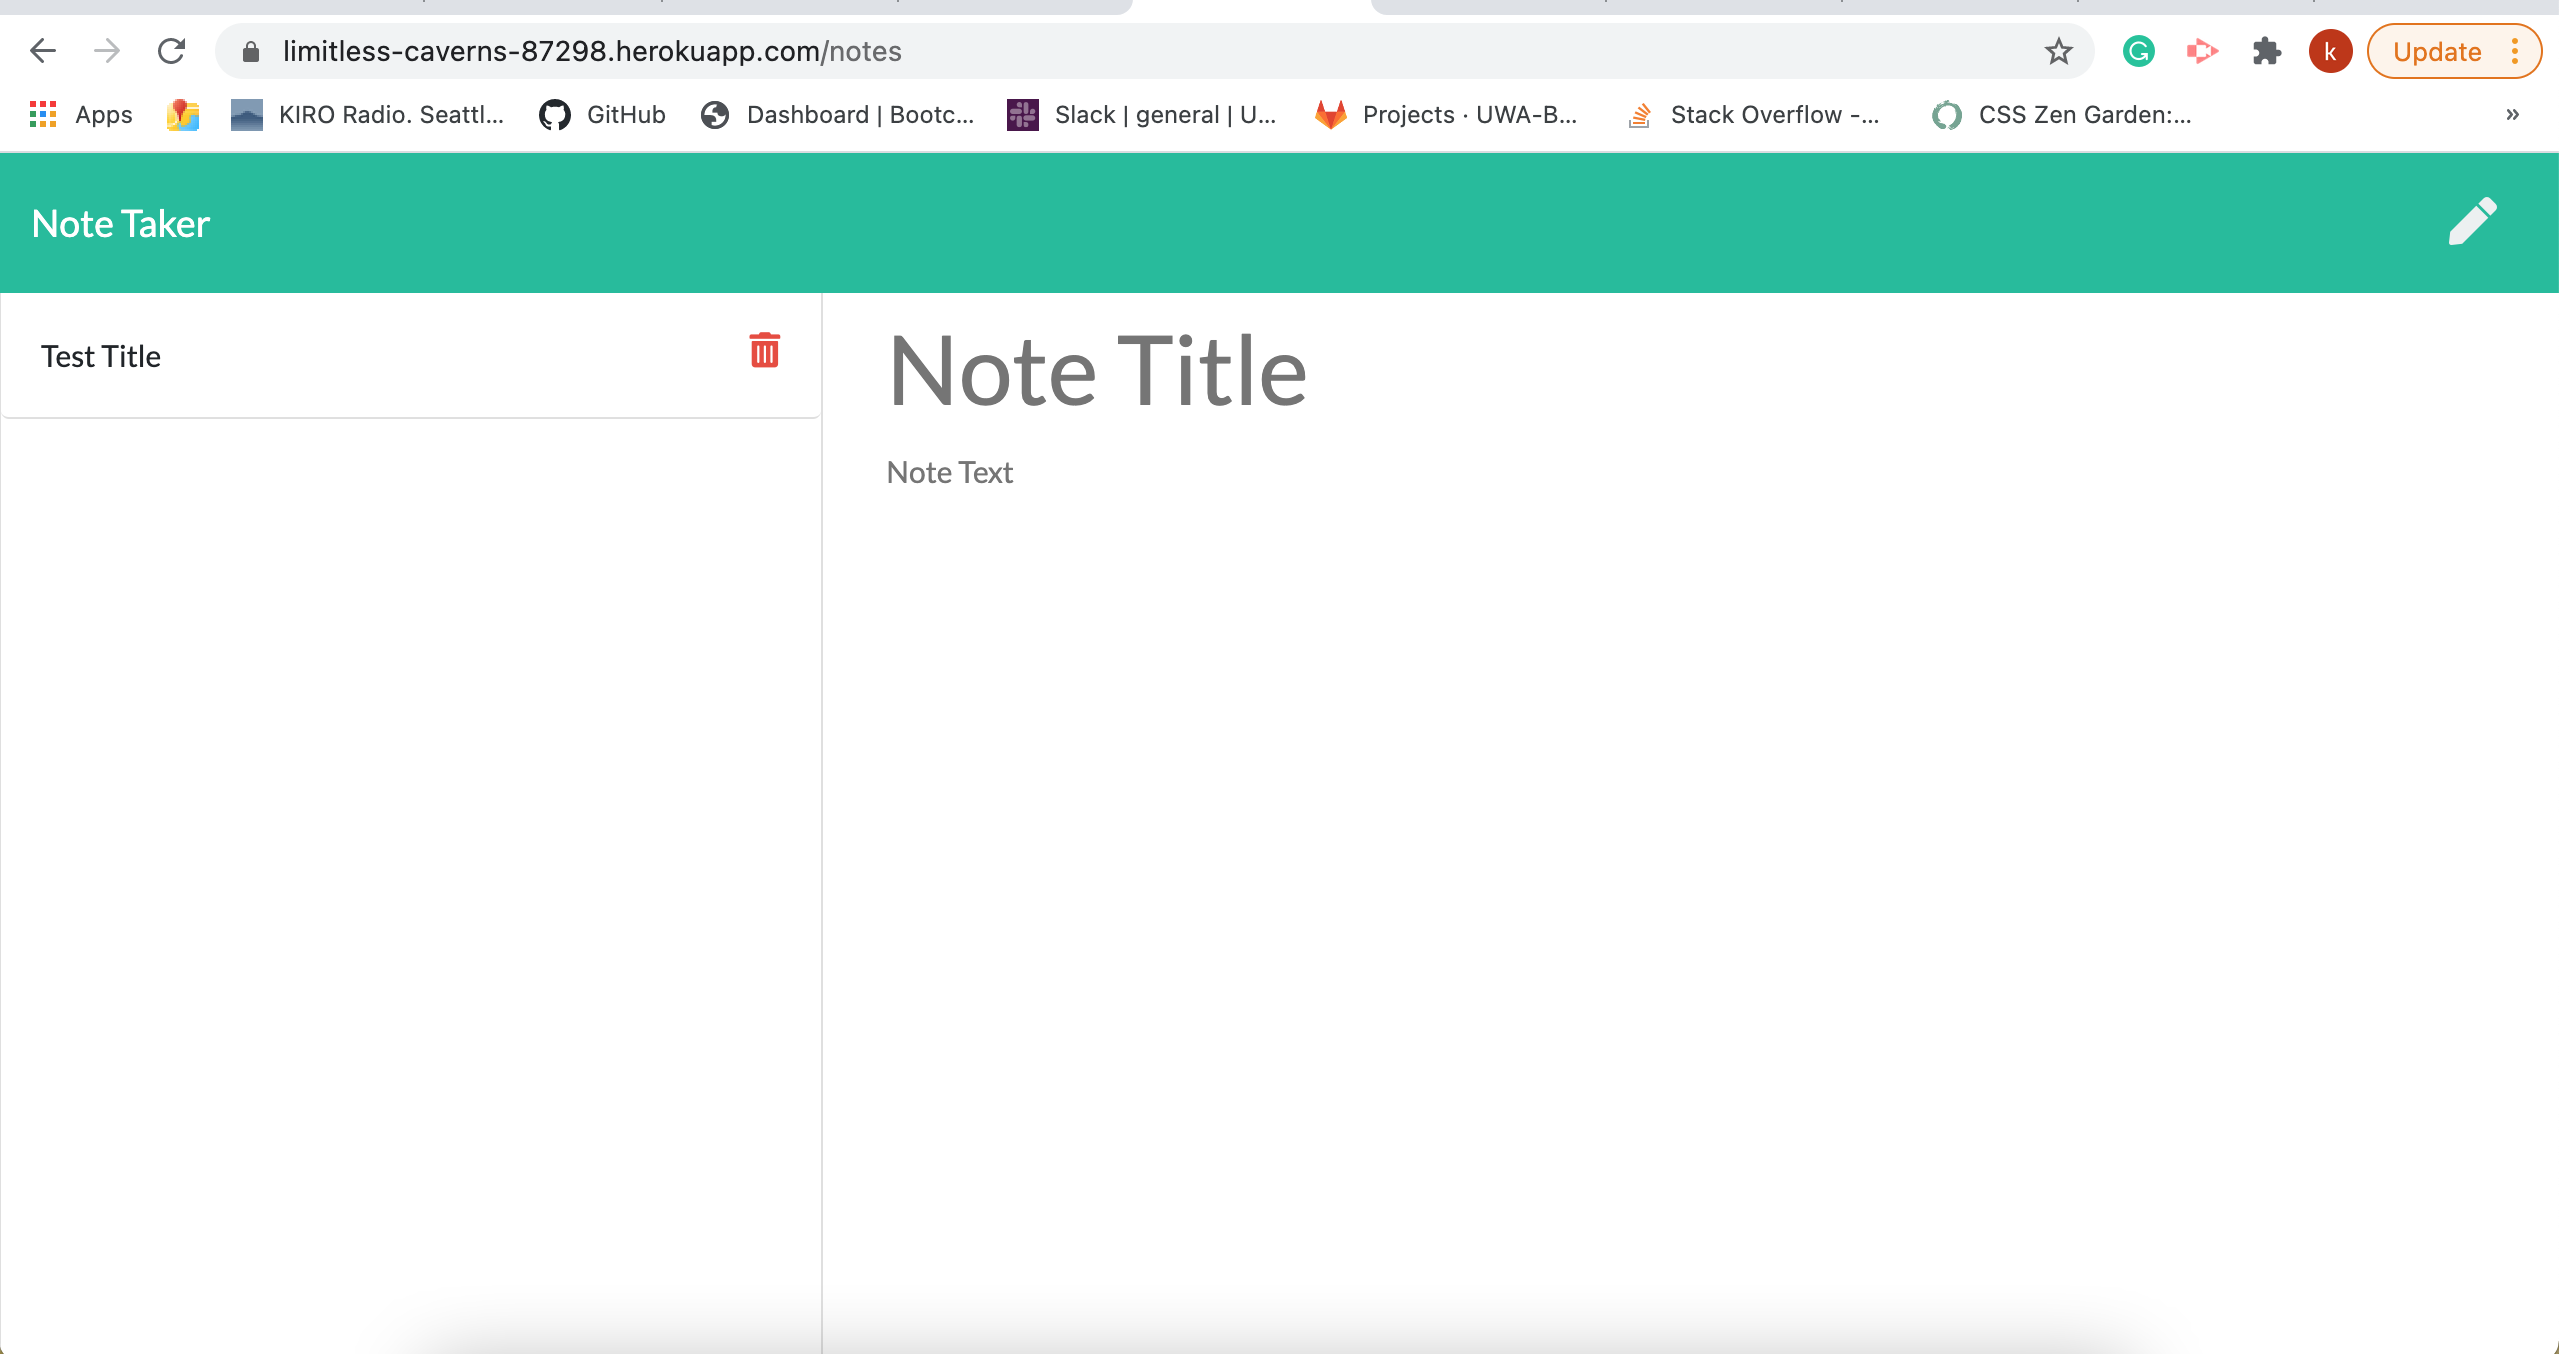 limitless-caverns-87298.herokuapp.com/notes
k
Update
Apps
KIRO Radio. Seattl...
GitHub
Dashboard | Bootc...
Slack | general | U...
Projects · UWA-B...
Stack Overflow -...
CSS Zen Garden:...
»
Note Taker
Test Title
Note Title
Note Text